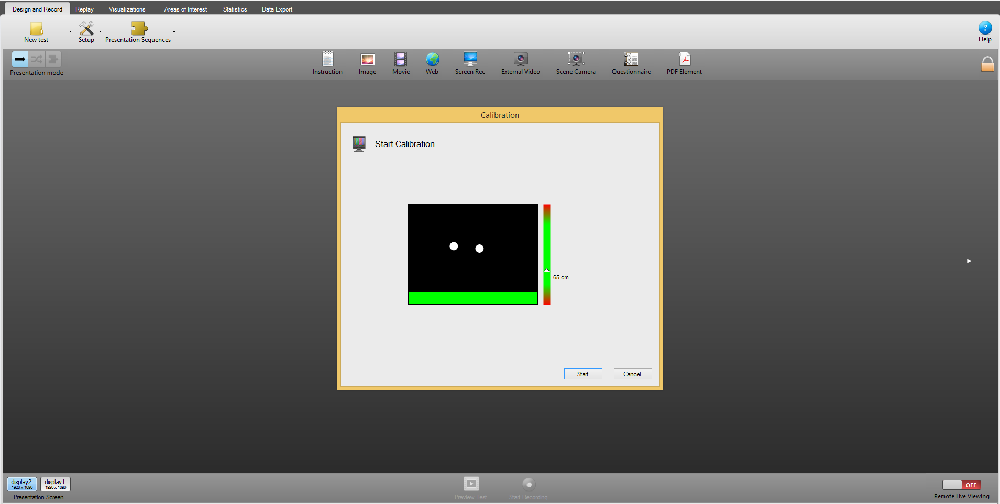 Design and Record
Replay
Visualizations
Areas of Interest
Statistics
Data Export
New test
Setup
Presentation Sequences
?
Help
Presentation mode
Instruction
Image
Movie
Web
Screen Rec
External Video
Scene Camera
Questionnaire
PDF Element
Calibration
Start Calibration
65 cm
Start
Cancel
display2
1920 x 1080
display1
1920 x 1080
Presentation Screen
Preview Test
Start Recording
OFF
Remote Live Viewing